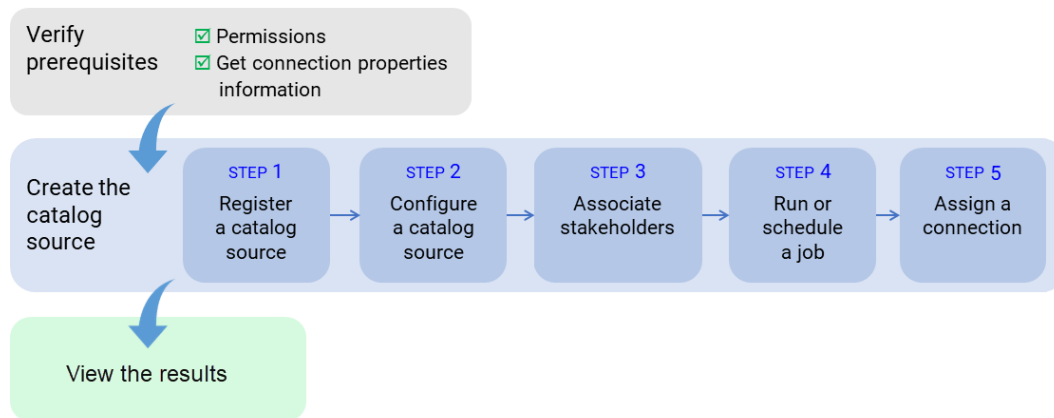 Verify
prerequisites
Permissions
Get connection properties
information
Create the
catalog
source
STEP 1
Register
a catalog
source
STEP 2
Configure
a catalog
source
STEP 3
Associate
stakeholders
STEP 4
Run or
schedule
a job
STEP 5
Assign a
connection
View the results